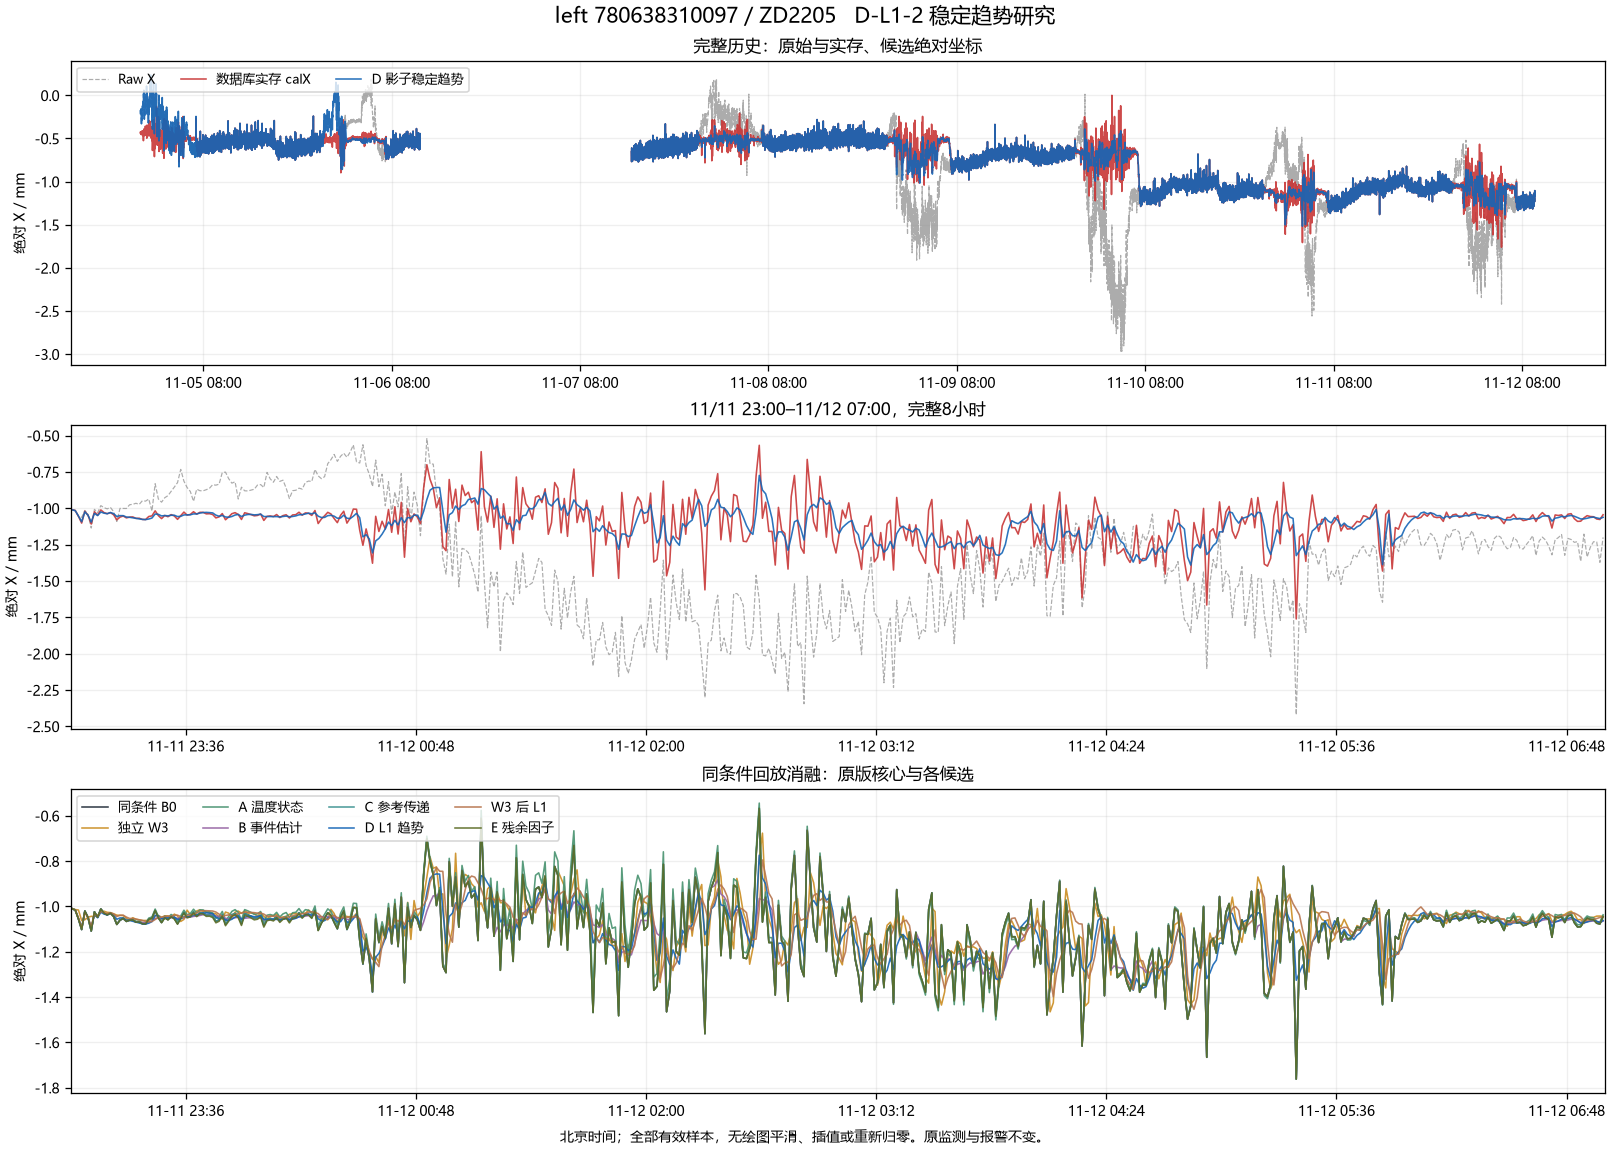 left 780638310097 / ZD2205   D-L1-2 稳定趋势研究
完整历史：原始与实存、候选绝对坐标
Raw X 数据库实存 calX D 影子稳定趋势
绝对 X / mm
0.0
-0.5
-1.0
-1.5
-2.0
-2.5
-3.0
11-05 08:00 11-06 08:00 11-07 08:00 11-08 08:00 11-09 08:00 11-10 08:00 11-11 08:00 11-12 08:00
11/11 23:00–11/12 07:00，完整8小时
绝对 X / mm
-0.50
-0.75
-1.00
-1.25
-1.50
-1.75
-2.00
-2.25
-2.50
11-11 23:36 11-12 00:48 11-12 02:00 11-12 03:12 11-12 04:24 11-12 05:36 11-12 06:48
同条件回放消融：原版核心与各候选
同条件 B0 A 温度状态 C 参考传递 W3 后 L1
独立 W3 B 事件估计 D L1 趋势 E 残余因子
绝对 X / mm
-0.6
-0.8
-1.0
-1.2
-1.4
-1.6
-1.8
11-11 23:36 11-12 00:48 11-12 02:00 11-12 03:12 11-12 04:24 11-12 05:36 11-12 06:48
北京时间；全部有效样本，无绘图平滑、插值或重新归零。原监测与报警不变。